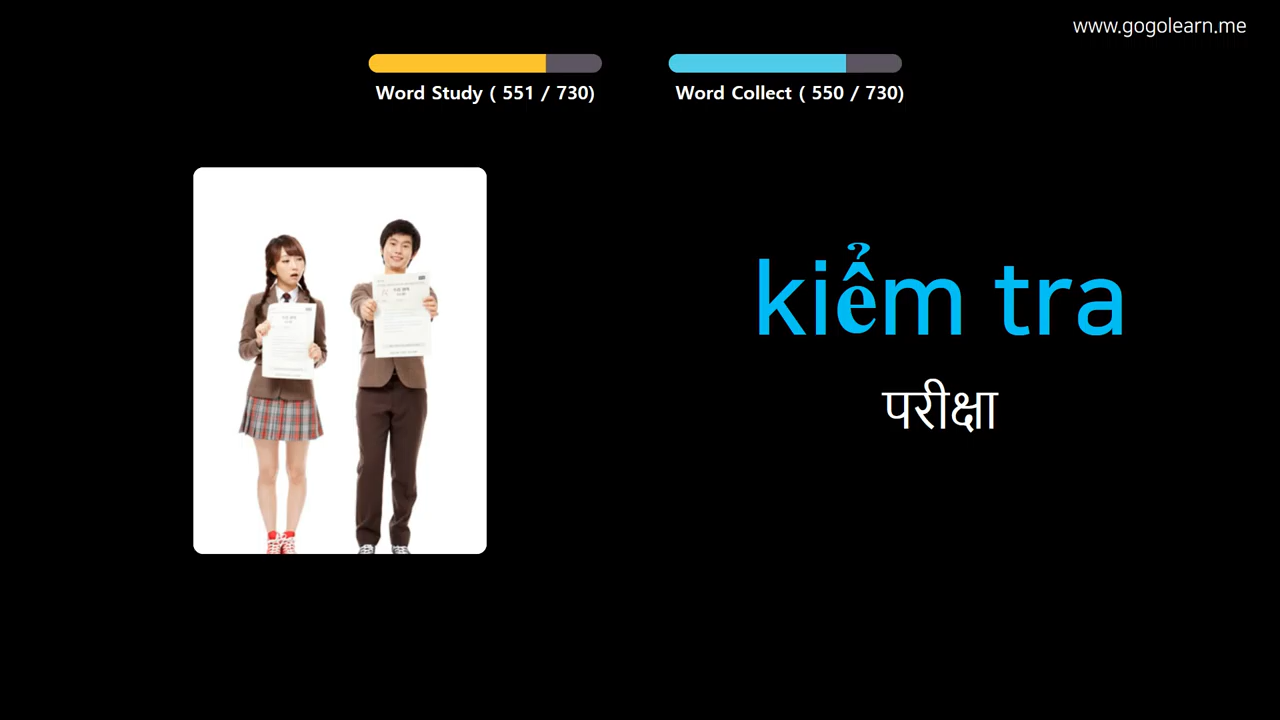 www.gogolearn.me
Word Study ( 551 / 730)
Word Collect ( 550 / 730)
kiểm tra
परीक्षा